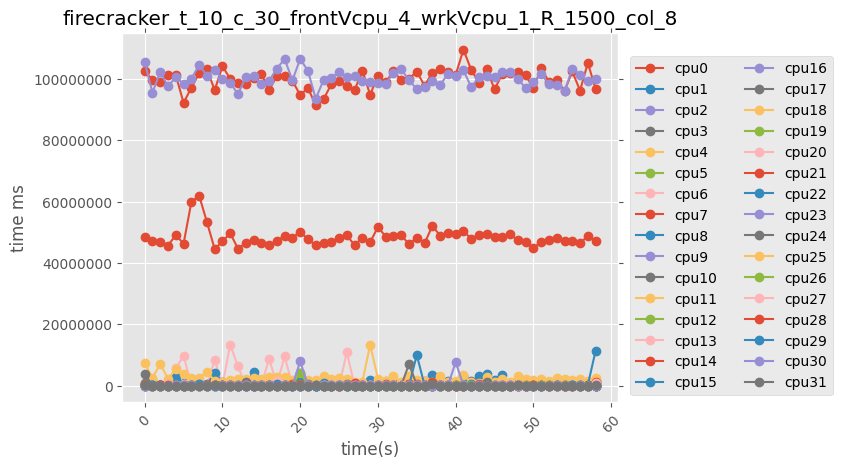 firecracker_t_10_c_30_frontVcpu_4_wrkVcpu_1_R_1500_col_8
time ms
100000000
80000000
60000000
40000000
20000000
0
0
10
20
30
40
50
60
time(s)
cpu0
cpu1
cpu2
cpu3
cpu4
cpu5
cpu6
cpu7
cpu8
cpu9
cpu10
cpu11
cpu12
cpu13
cpu14
cpu15
cpu16
cpu17
cpu18
cpu19
cpu20
cpu21
cpu22
cpu23
cpu24
cpu25
cpu26
cpu27
cpu28
cpu29
cpu30
cpu31